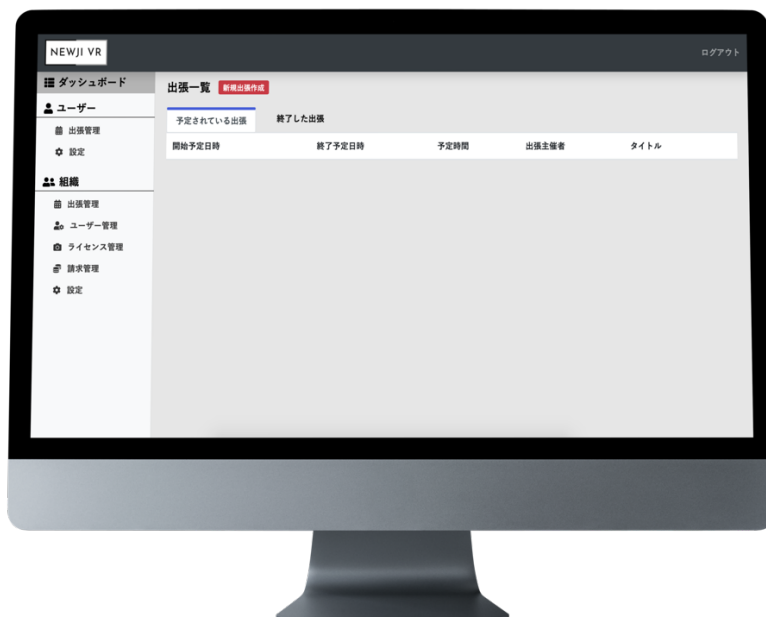 NEWJI VR
ログアウト
ダッシュボード
ユーザー
出張管理
設定
組織
出張管理
ユーザー管理
ライセンス管理
請求管理
設定
出張一覧 新規出張作成
予定されている出張 終了した出張
開始予定日時 終了予定日時 予定時間 出張主催者 タイトル